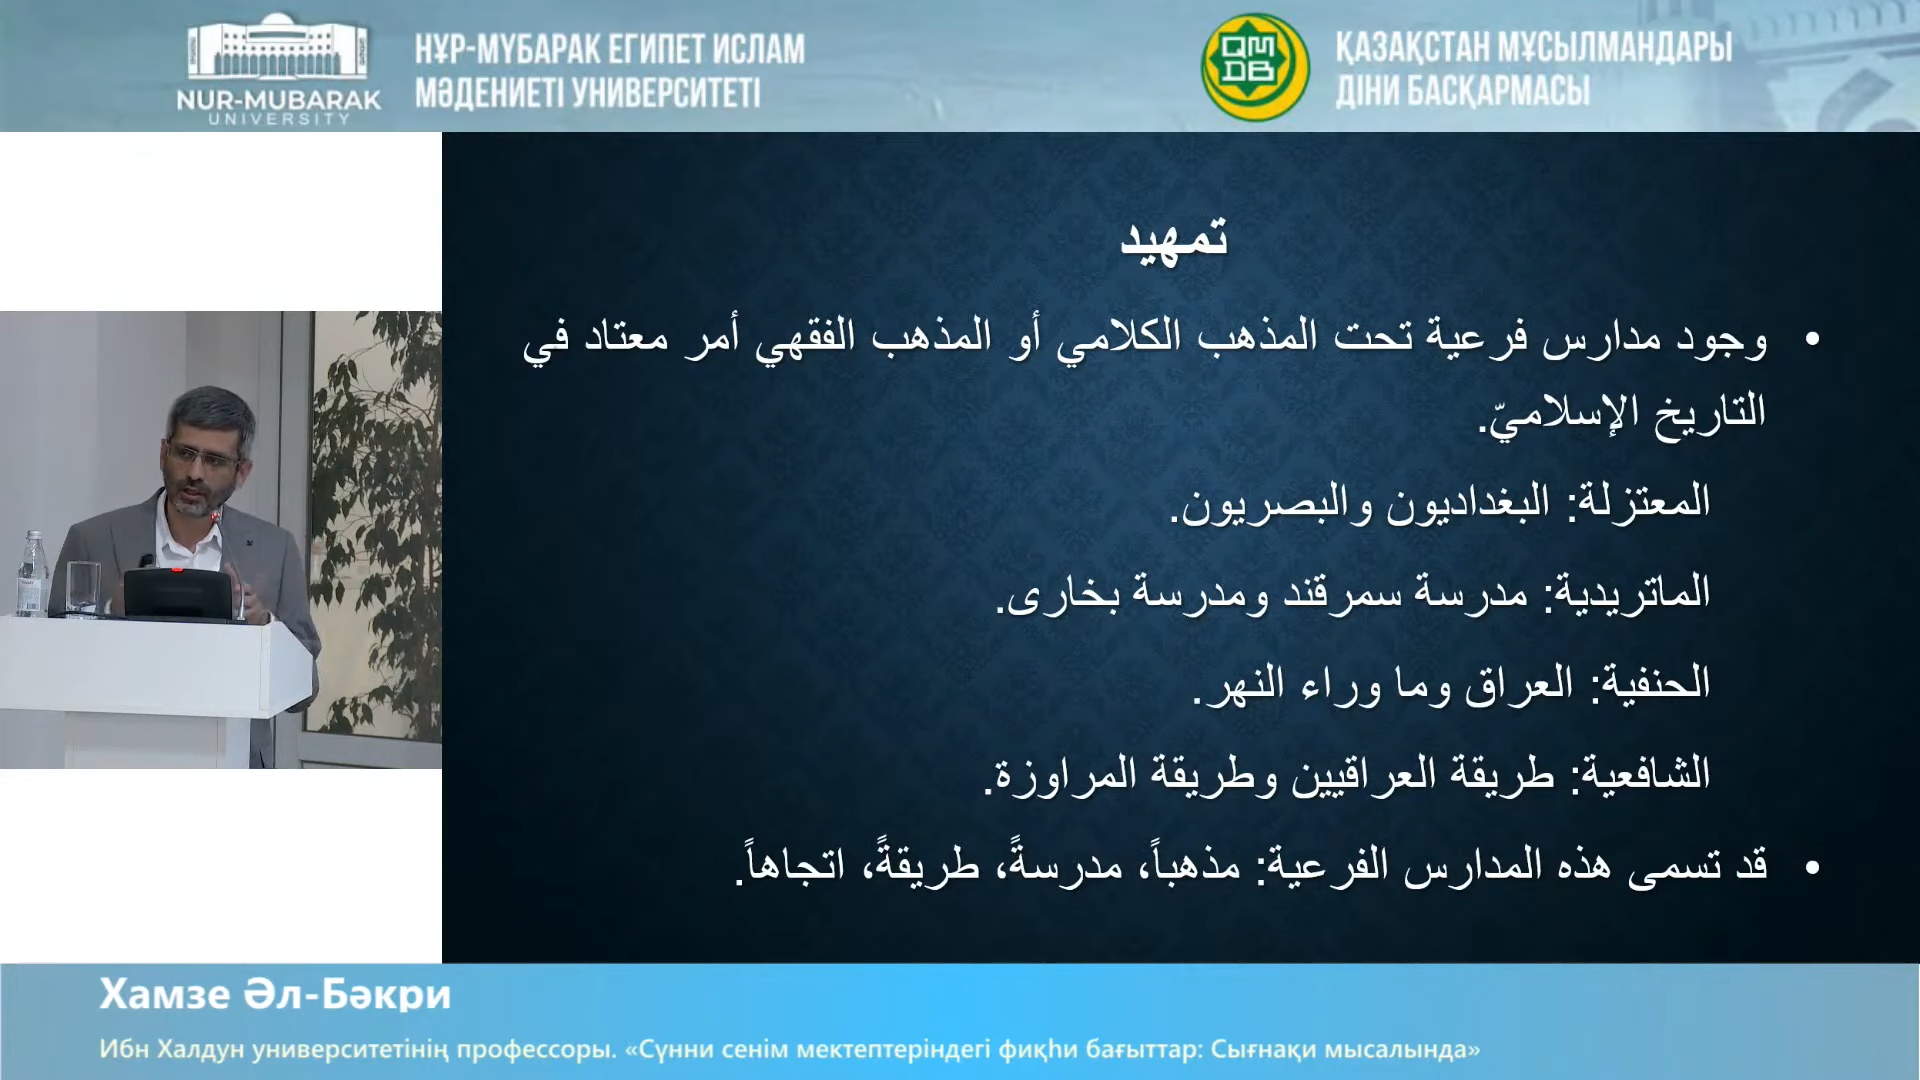 NUR-MUBARAK
UNIVERSITY
НҰР-МҮБАРАК ЕГИПЕТ ИСЛАМ
МӘДЕНИЕТІ УНИВЕРСИТЕТІ
QM
DB
ҚАЗАҚСТАН МҰСЫЛМАНДАРЫ
ДІНИ БАСҚАРМАСЫ
تمهيد
• وجود مدارس فرعية تحت المذهب الكلامي أو المذهب الفقهي أمر معتاد في
التاريخ الإسلاميّ.
المعتزلة: البغداديون والبصريون.
الماتريدية: مدرسة سمرقند ومدرسة بخارى.
الحنفية: العراق وما وراء النهر.
الشافعية: طريقة العراقيين وطريقة المراوزة.
• قد تسمى هذه المدارس الفرعية: مذهباً، مدرسةً، طريقةً، اتجاهاً.
Хамзе Әл-Бәкри
Ибн Халдун университетінің профессоры. «Сүнни сенім мектептеріндегі фиқһи бағыттар: Сығнақи мысалында»